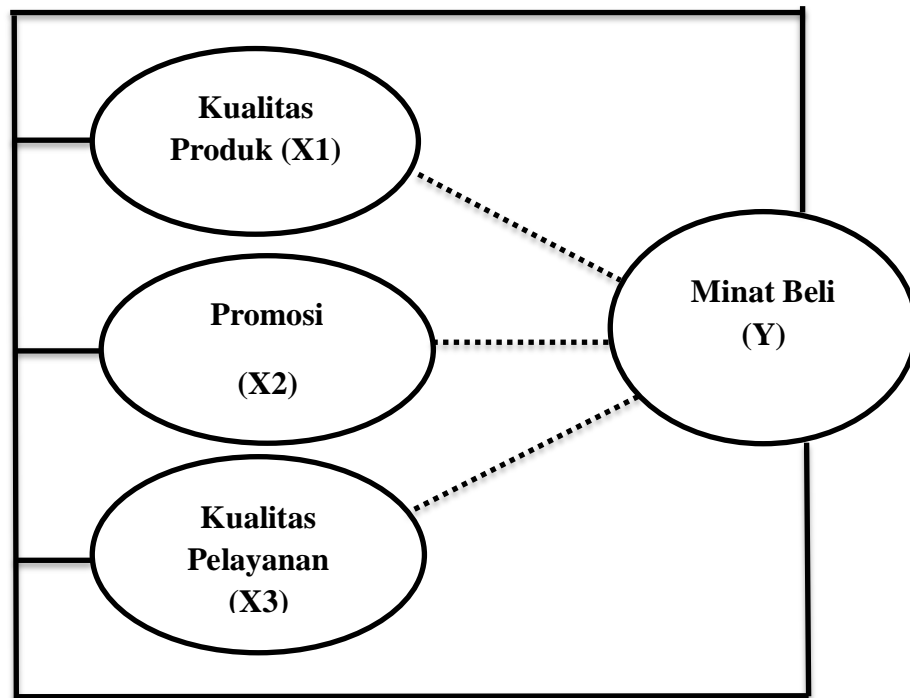 Kualitas
Produk (X1)
Promosi
(X2)
Kualitas
Pelayanan
(X3)
Minat Beli
(Y)